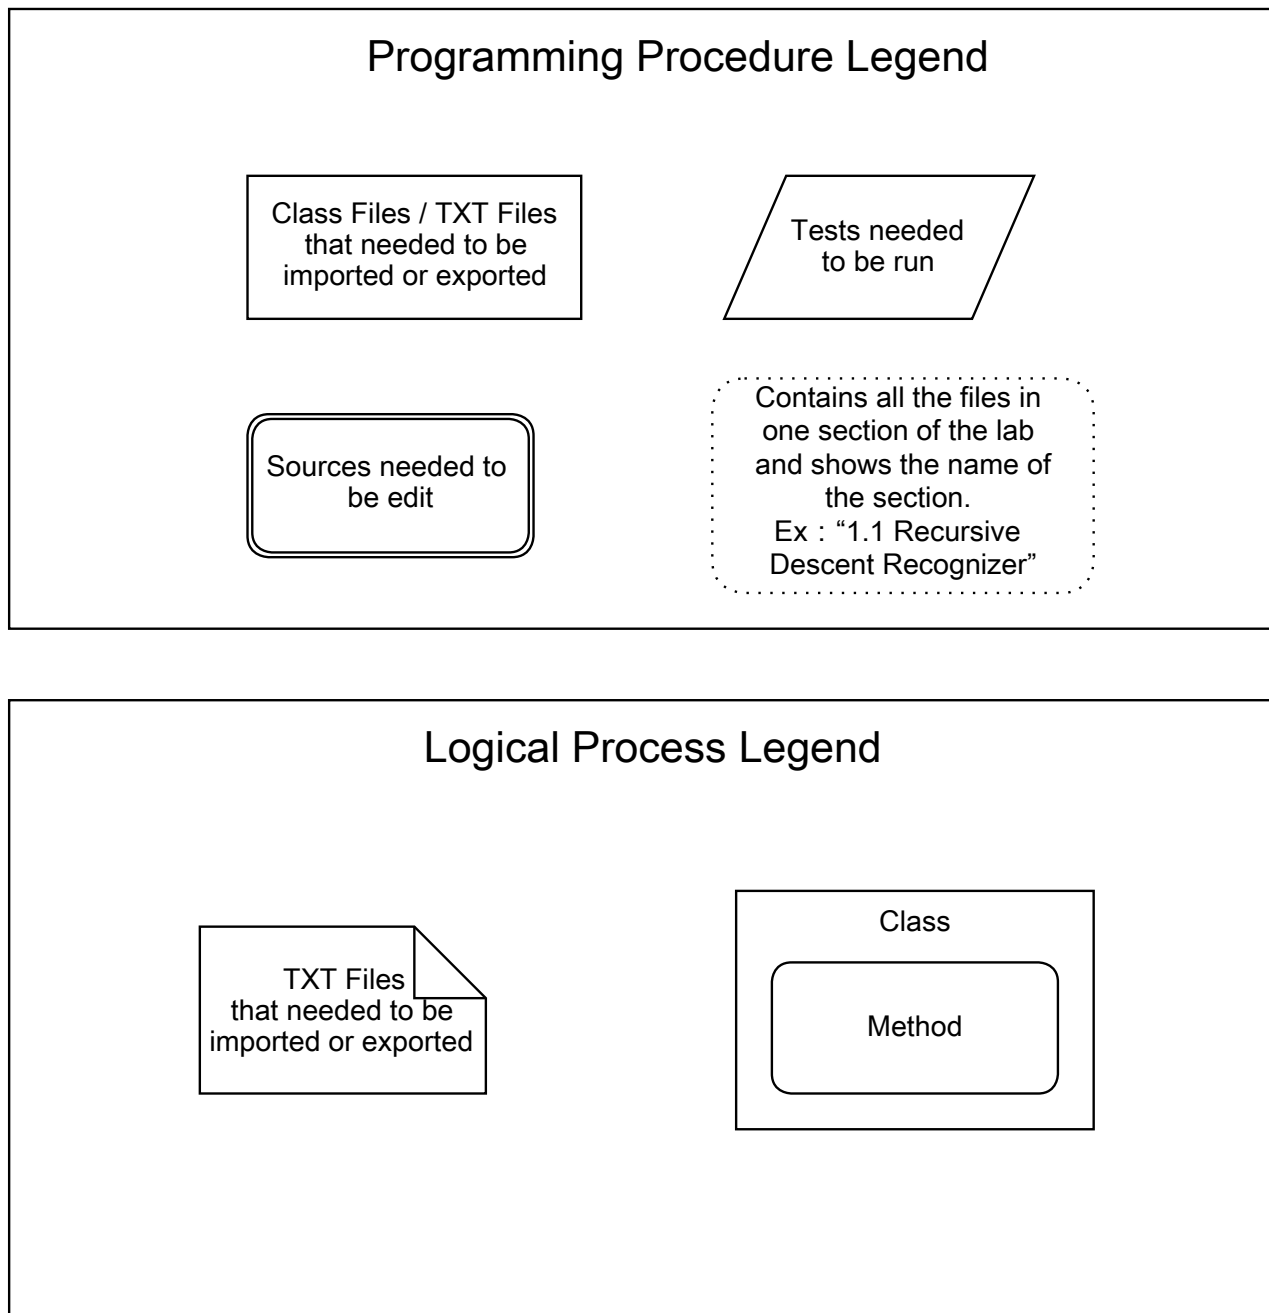 Programming Procedure Legend
Class Files / TXT Files
that needed to be
imported or exported
Tests needed
to be run
Sources needed to
be edit
Contains all the files in
one section of the lab
and shows the name of
the section.
Ex：“1.1 Recursive
Descent Recognizer”
Logical Process Legend
TXT Files
that needed to be
imported or exported
Class
Method